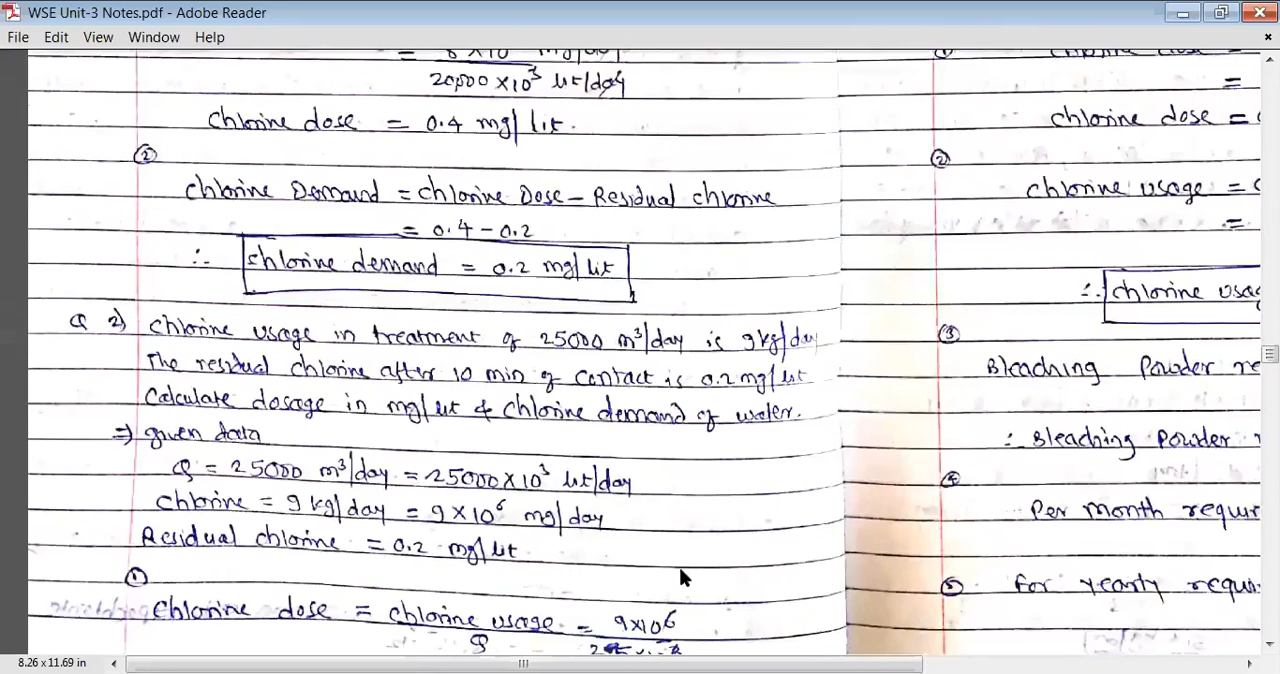 WSE Unit-3 Notes.pdf - Adobe Reader
File Edit View Window Help
20,000 ×10³ lit/day
chlorine dose = 0.4 mg/lit.
②
chlorine Demand = chlorine Dose – Residual chlorine
= 0.4 – 0.2
∴ chlorine demand = 0.2 mg/lit
Q 2) chlorine usage in treatment of 25000 m³/day is 9 kg/day
The residual chlorine after 10 min of contact is 0.2 mg/lit
calculate dosage in mg/lit & chlorine demand of water.
⇒ given data
Q = 25000 m³/day = 25000×10³ lit/day
chlorine = 9 kg/day = 9×10⁶ mg/day
Residual chlorine = 0.2 mg/lit
①
chlorine dose = chlorine usage = 9×10⁶
Q
①
=
chlorine dose =
②
chlorine usage =
=
∴ chlorine
③
Bleaching Powder
∴ Bleaching Powder
④
Per month
⑤ for yearly
8.26 x 11.69 in